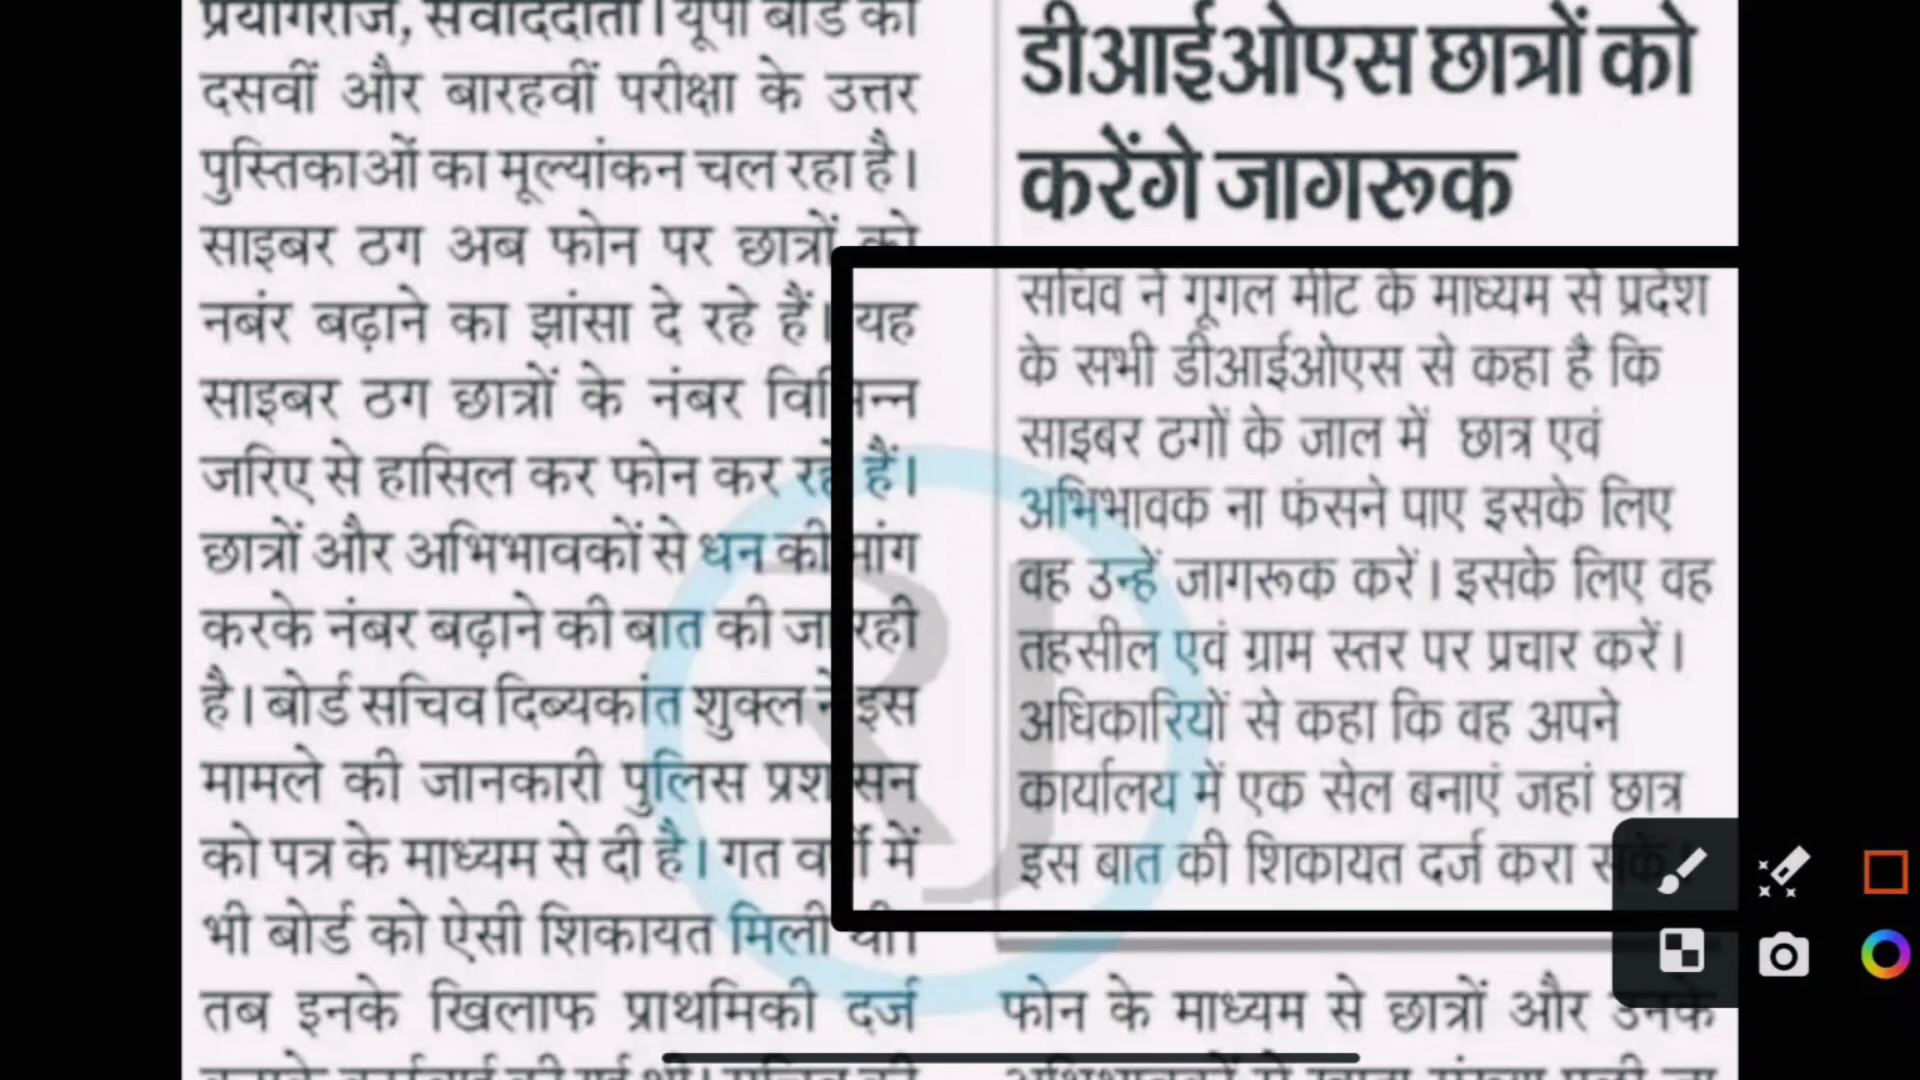 प्रयागराज, संवाददाता। यूपी बोर्ड की
दसवीं और बारहवीं परीक्षा के उत्तर
पुस्तिकाओं का मूल्यांकन चल रहा है।
साइबर ठग अब फोन पर छात्रों को
नबंर बढ़ाने का झांसा दे रहे हैं। यह
साइबर ठग छात्रों के नंबर विभिन्न
जरिए से हासिल कर फोन कर रहे हैं।
छात्रों और अभिभावकों से धन की मांग
करके नंबर बढ़ाने की बात की जा रही
है। बोर्ड सचिव दिब्यकांत शुक्ल ने इस
मामले की जानकारी पुलिस प्रशासन
को पत्र के माध्यम से दी है। गत वर्षो में
भी बोर्ड को ऐसी शिकायत मिली थी।
तब इनके खिलाफ प्राथमिकी दर्ज
डीआईओएस छात्रों को
करेंगे जागरूक
सचिव ने गूगल मीट के माध्यम से प्रदेश
के सभी डीआईओएस से कहा है कि
साइबर ठगों के जाल में छात्र एवं
अभिभावक ना फंसने पाए इसके लिए
वह उन्हें जागरूक करें। इसके लिए वह
तहसील एवं ग्राम स्तर पर प्रचार करें।
अधिकारियों से कहा कि वह अपने
कार्यालय में एक सेल बनाएं जहां छात्र
इस बात की शिकायत दर्ज करा सकें।
फोन के माध्यम से छात्रों और उनके
RJ